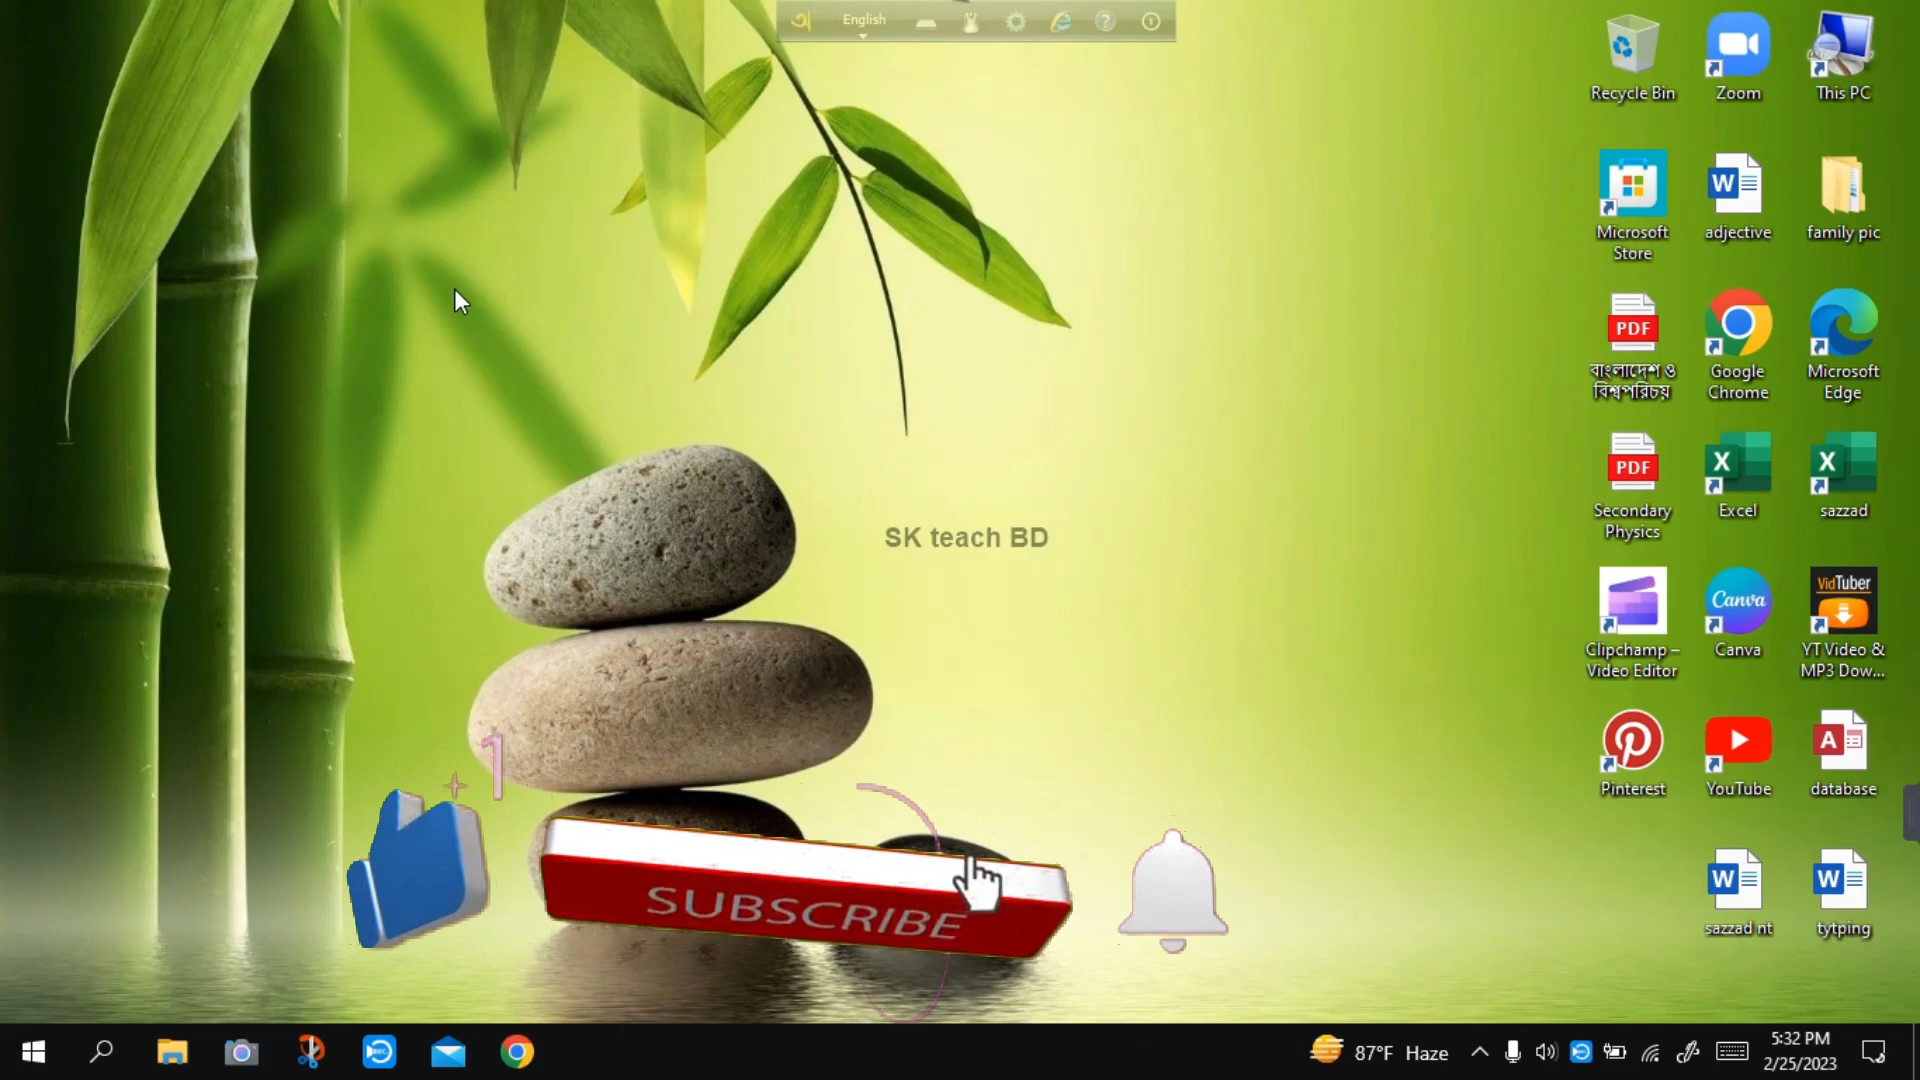 English
Recycle Bin
Zoom
This PC
Microsoft
Store
W
adjective
family pic
PDF
বাংলাদেশ ও
বিশ্বপরিচয়
Google
Chrome
Microsoft
Edge
PDF
Secondary
Physics
X
Excel
X
sazzad
SK teach BD
Clipchamp –
Video Editor
Canva
Canva
VidTuber
YT Video &
MP3 Dow...
Pinterest
YouTube
A
database
+1
SUBSCRIBE
W
sazzad nt
W
tytping
REC
87°F Haze
5:32 PM
2/25/2023